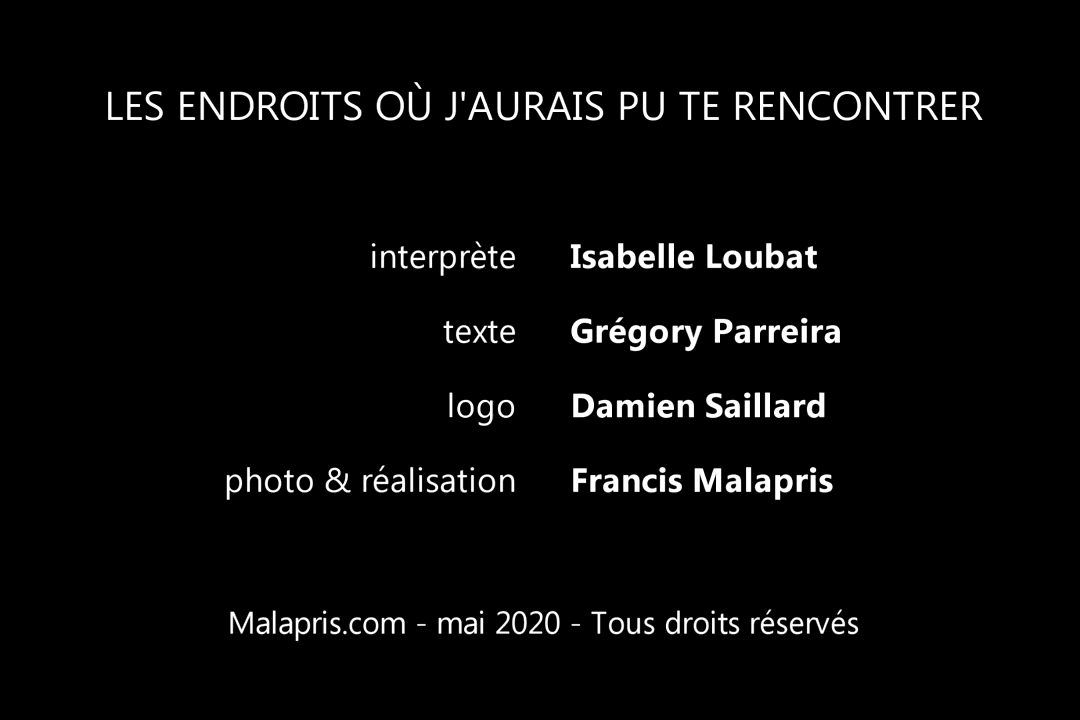 LES ENDROITS OÙ J'AURAIS PU TE RENCONTRER
interprète Isabelle Loubat
texte Grégory Parreira
logo Damien Saillard
photo & réalisation Francis Malapris
Malapris.com - mai 2020 - Tous droits réservés